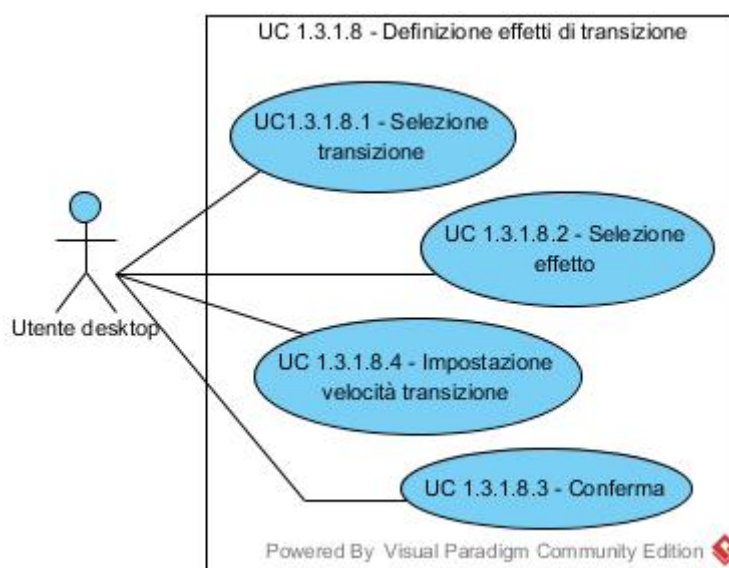 UC 1.3.1.8 - Definizione effetti di transizione
UC1.3.1.8.1 - Selezione
transizione
UC 1.3.1.8.2 - Selezione
effetto
Utente desktop
UC 1.3.1.8.4 - Impostazione
velocità transizione
UC 1.3.1.8.3 - Conferma
Powered By Visual Paradigm Community Edition